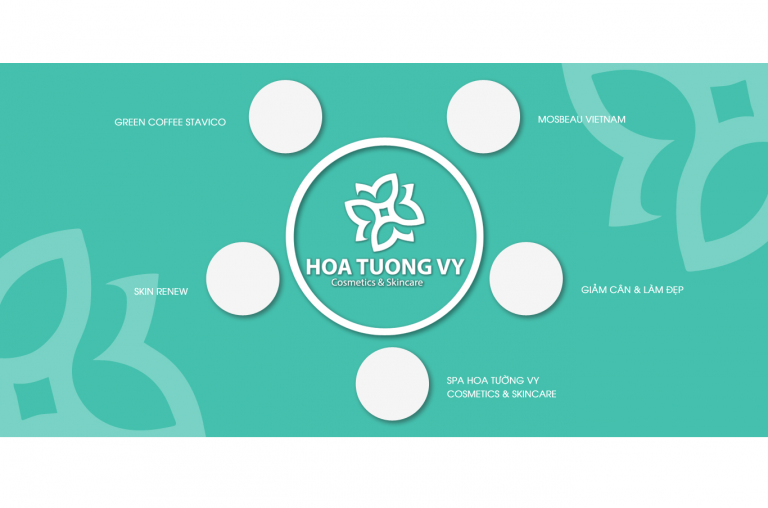 GREEN COFFEE STAVICO
MOSBEAU VIETNAM
HOA TUONG VY
Cosmetics & Skincare
SKIN RENEW
GIẢM CÂN & LÀM ĐẸP
SPA HOA TƯỜNG VY
COSMETICS & SKINCARE